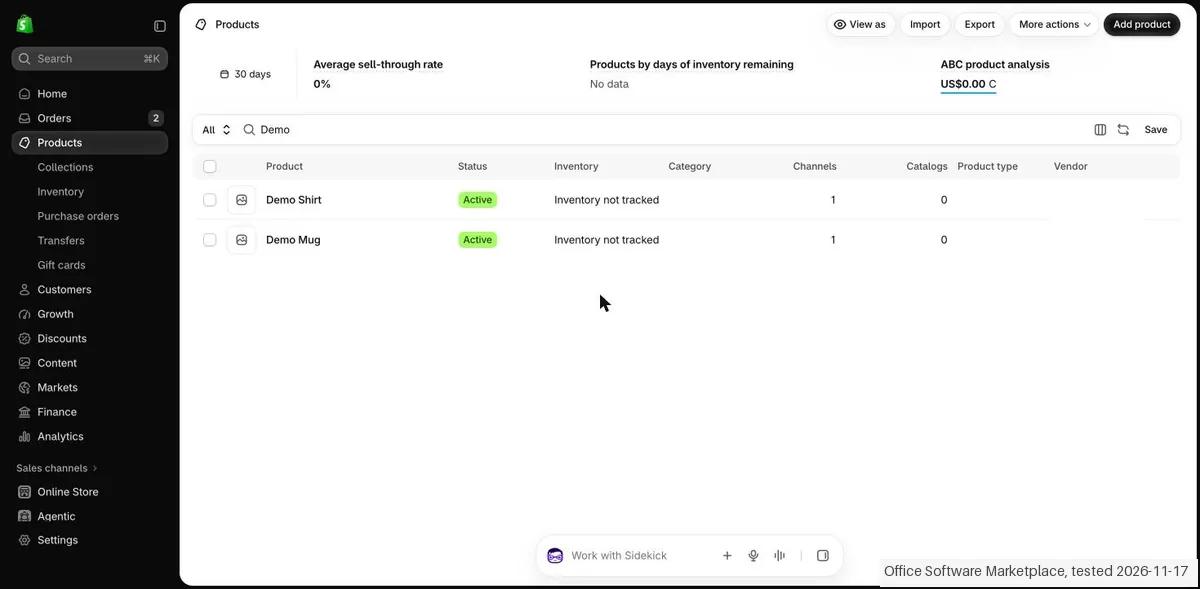 Search ⌘K
Home
Orders 2
Products
Collections
Inventory
Purchase orders
Transfers
Gift cards
Customers
Growth
Discounts
Content
Markets
Finance
Analytics
Sales channels
Online Store
Agentic
Settings
Products View as Import Export More actions Add product
30 days
Average sell-through rate
0%
Products by days of inventory remaining
No data
ABC product analysis
US$0.00 C
All Demo Save
Product Status Inventory Category Channels Catalogs Product type Vendor
Demo Shirt Active Inventory not tracked 1 0
Demo Mug Active Inventory not tracked 1 0
Work with Sidekick
Office Software Marketplace, tested 2026-11-17